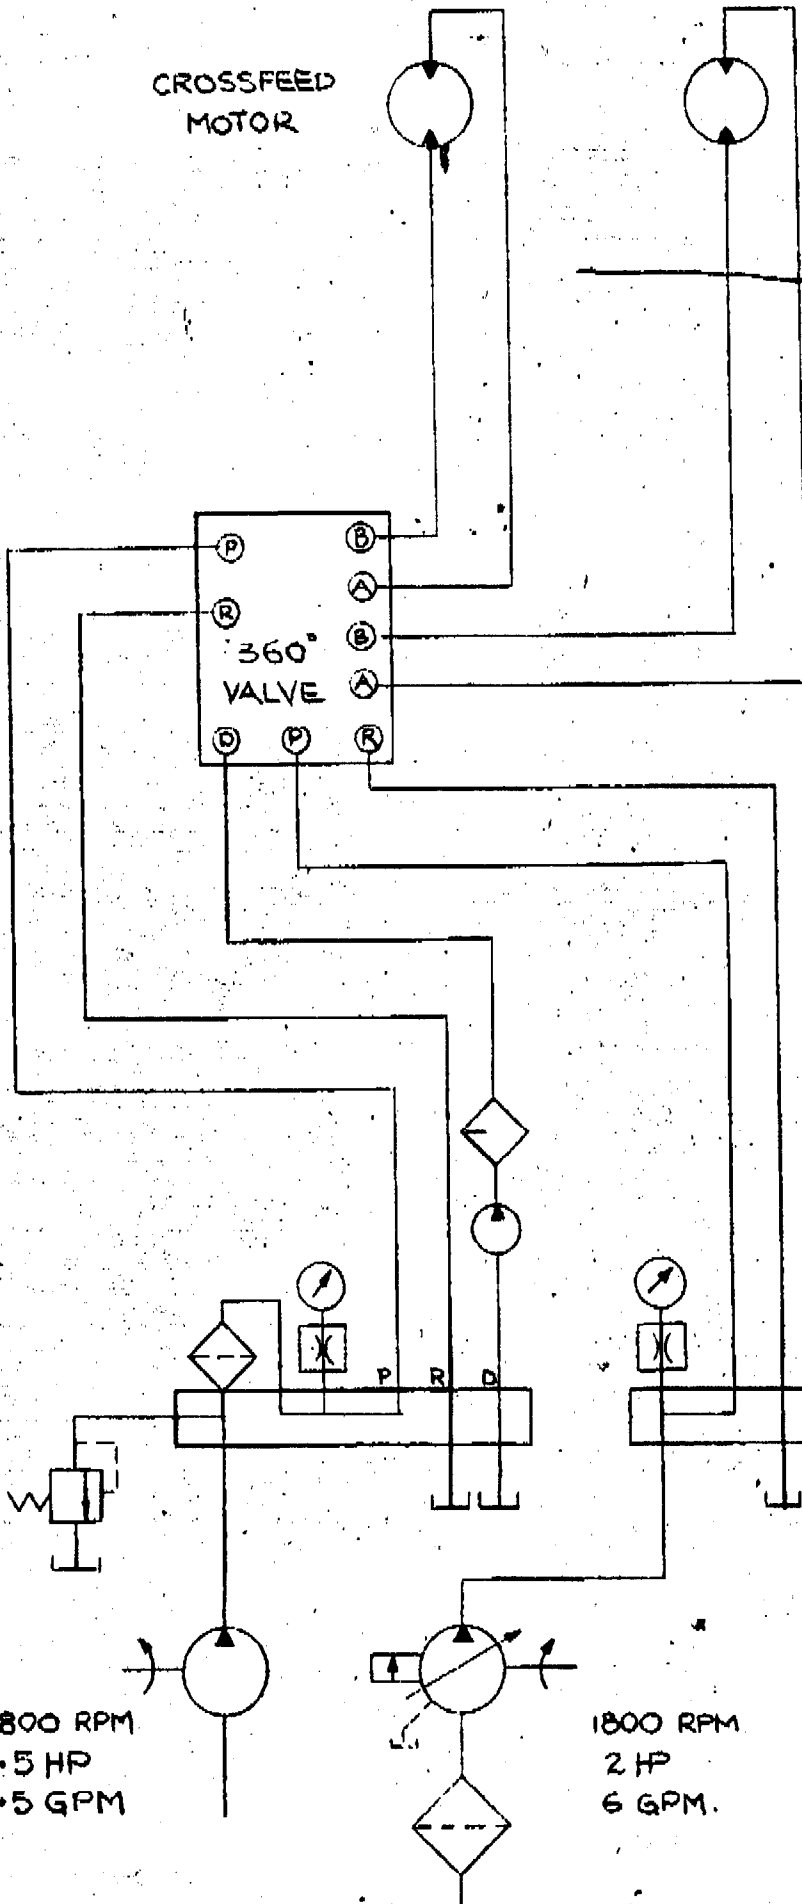 CROSSFEED
MOTOR
P
B
A
R
B
360°
VALVE
A
D
P
R
P
R
D
800 RPM
.5 HP
.5 GPM
1800 RPM
2 HP
6 GPM.